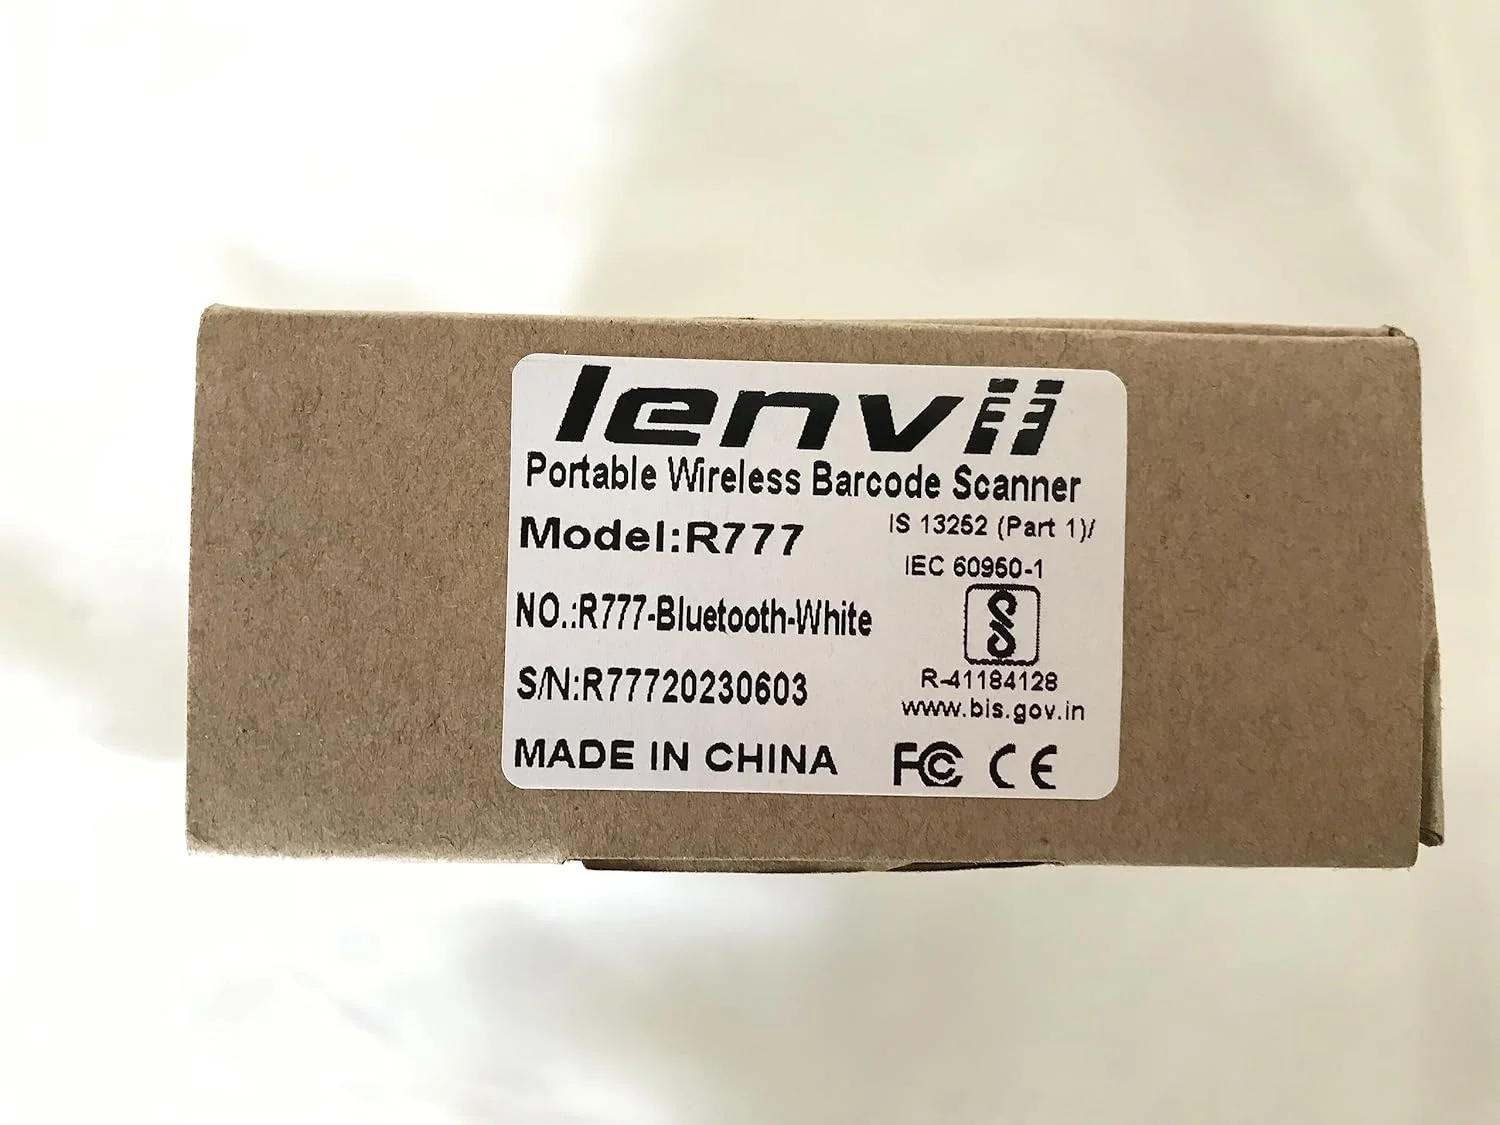 lenvii
Portable Wireless Barcode Scanner
Model:R777
IS 13252 (Part 1)/
IEC 60950-1
NO.:R777-Bluetooth-White
S/N:R77720230603
R-41184128
www.bis.gov.in
MADE IN CHINA
FC CE